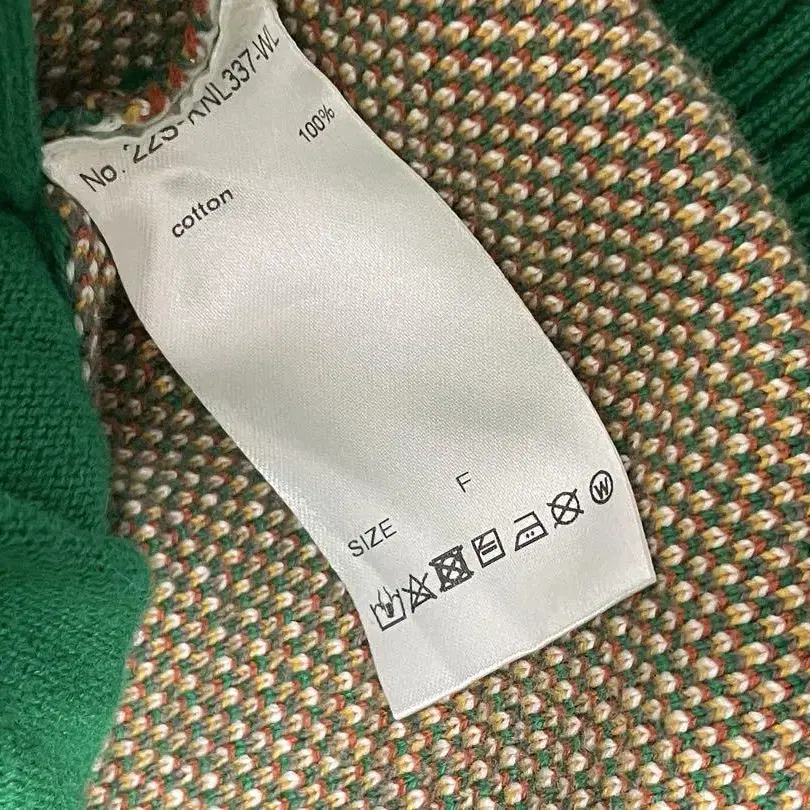 No. 22S-KNL337-WL
cotton 100%
SIZE F
W